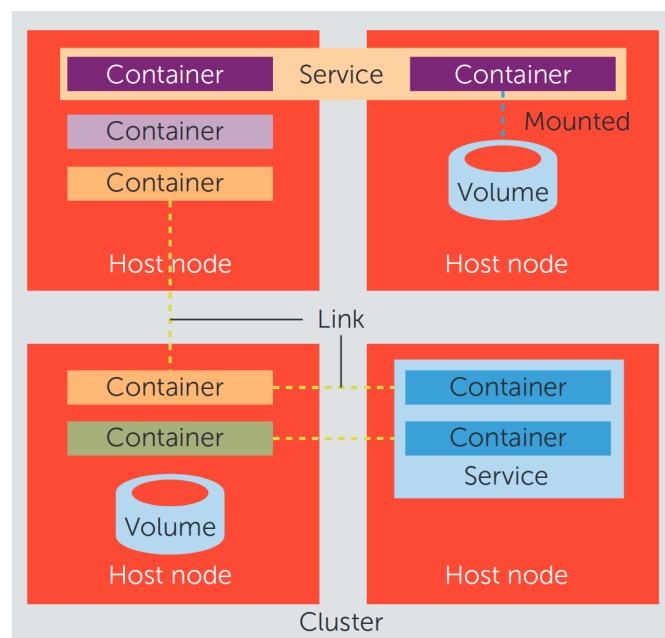 Container
Service
Container
Container
Mounted
Container
Volume
Host node
Host node
Link
Container
Container
Container
Container
Service
Volume
Host node
Host node
Cluster